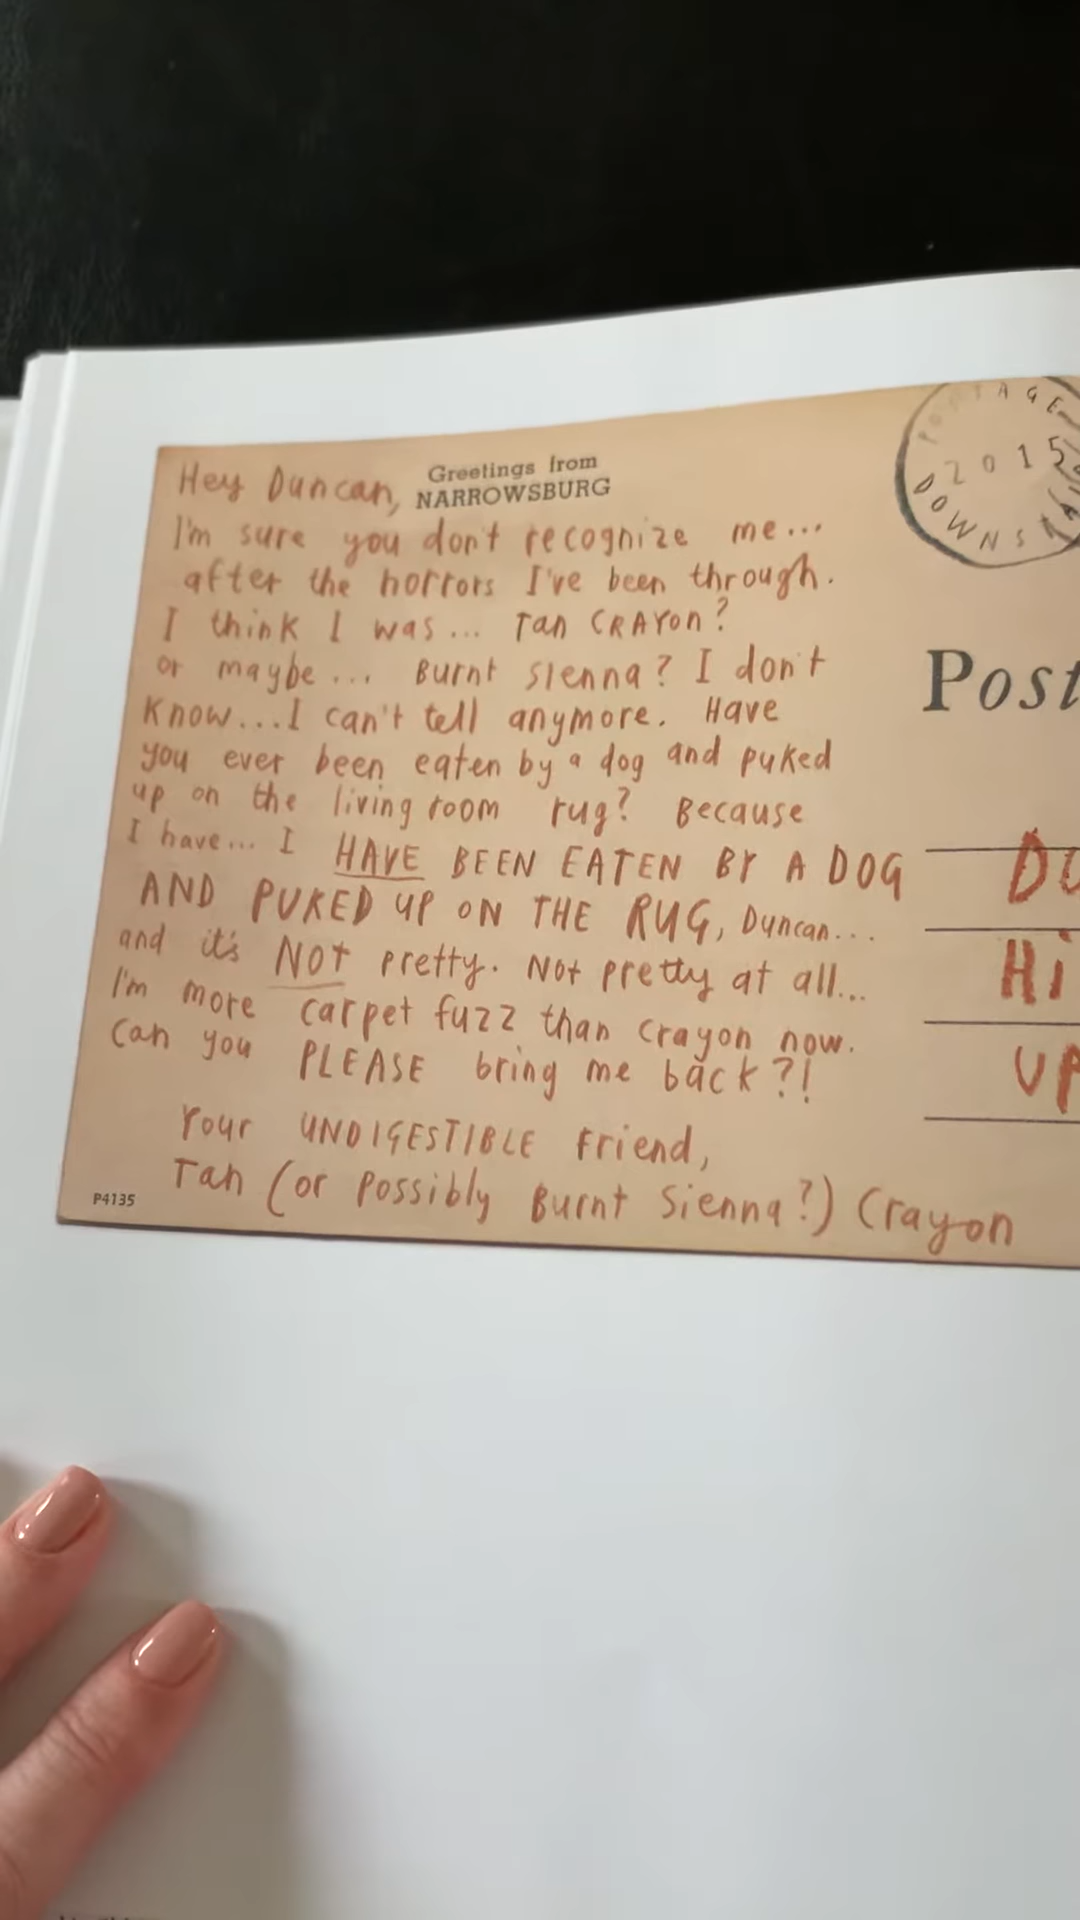 Hey Duncan,
Greetings from
NARROWSBURG
I'm sure you don't recognize me...
after the horrors I've been through.
I think I was... Tan CRAYON?
or maybe... Burnt Sienna? I don't
know...I can't tell anymore. Have
you ever been eaten by a dog and puked
up on the living room rug? Because
I have... I HAVE BEEN EATEN BY A DOG
AND PUKED UP ON THE RUG, Duncan...
and it's NOT pretty. Not pretty at all...
I'm more carpet fuzz than crayon now.
Can you PLEASE bring me back?!
Your UNDIGESTIBLE Friend,
Tan (or possibly Burnt Sienna?) Crayon
P4135
2015
Post
DU
Hi
UP